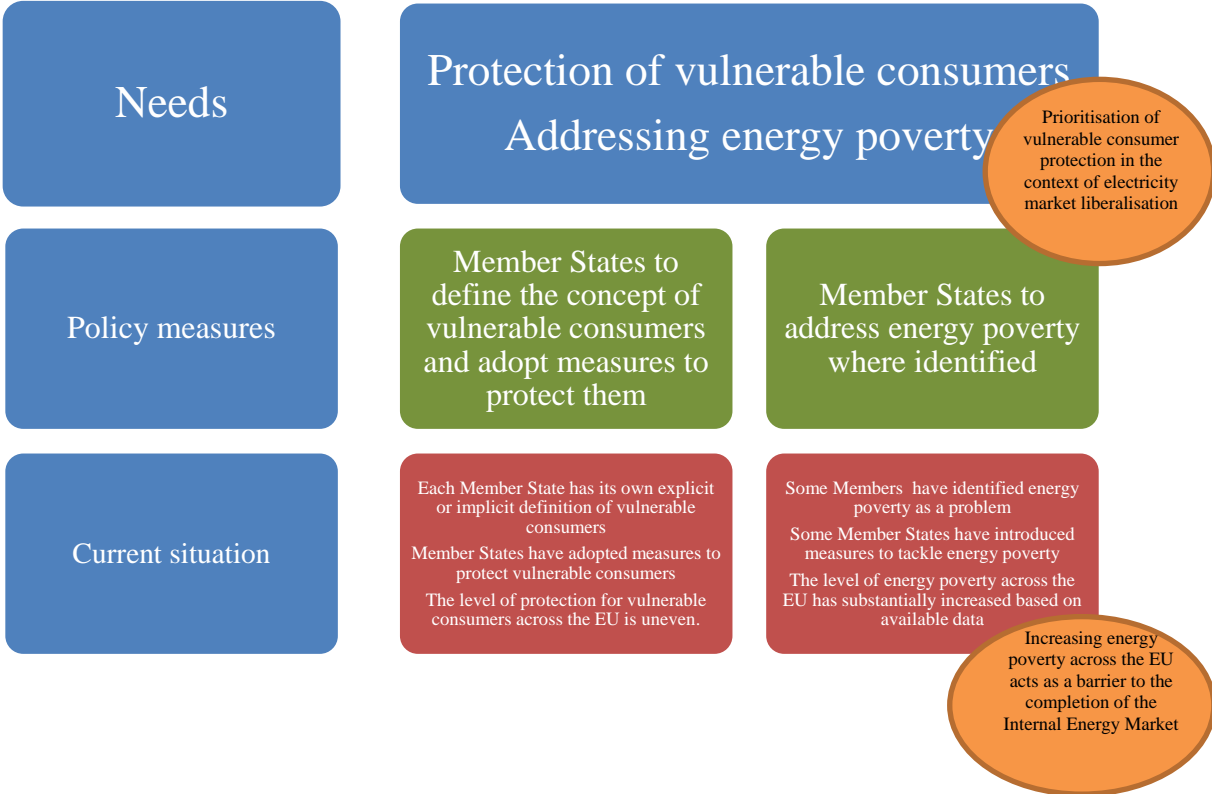 Needs
Protection of vulnerable consumers
Addressing energy poverty
Prioritisation of
vulnerable consumer
protection in the
context of electricity
market liberalisation
Policy measures
Member States to
define the concept of
vulnerable consumers
and adopt measures to
protect them
Member States to
address energy poverty
where identified
Current situation
Each Member State has its own explicit
or implicit definition of vulnerable
consumers
Member States have adopted measures to
protect vulnerable consumers
The level of protection for vulnerable
consumers across the EU is uneven.
Some Members have identified energy
poverty as a problem
Some Member States have introduced
measures to tackle energy poverty
The level of energy poverty across the
EU has substantially increased based on
available data
Increasing energy
poverty across the EU
acts as a barrier to the
completion of the
Internal Energy Market